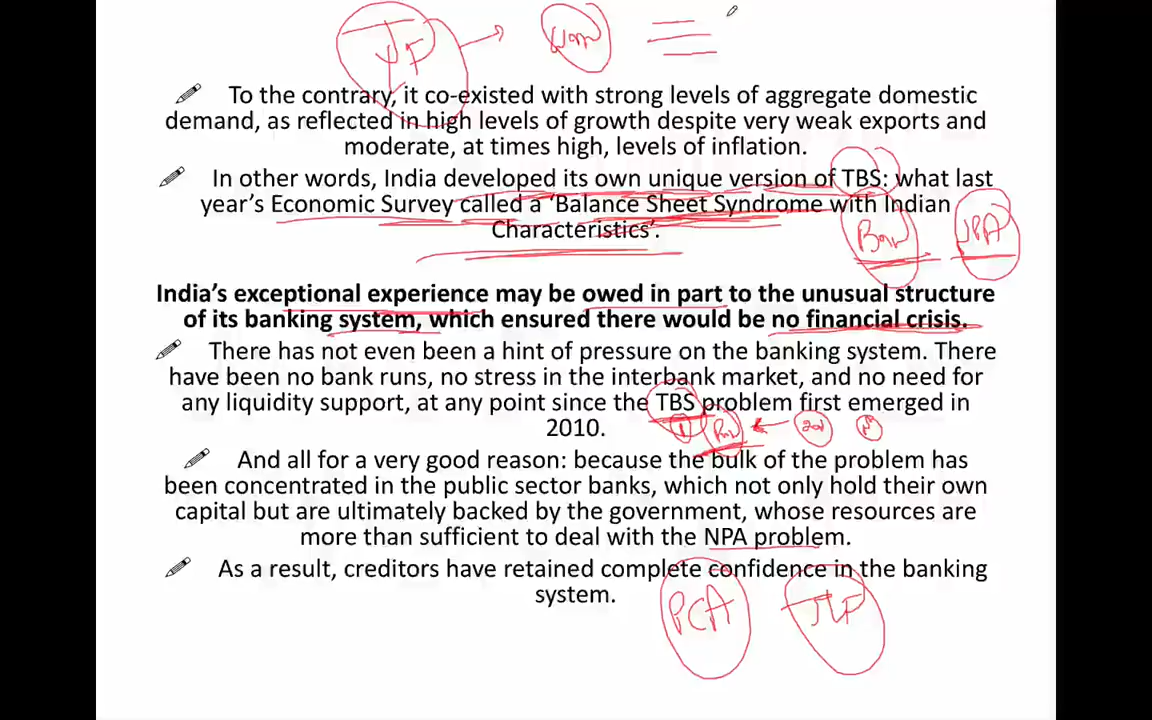 To the contrary, it co-existed with strong levels of aggregate domestic
demand, as reflected in high levels of growth despite very weak exports and
moderate, at times high, levels of inflation.
In other words, India developed its own unique version of TBS: what last
year's Economic Survey called a 'Balance Sheet Syndrome with Indian
Characteristics'.
NPA
India's exceptional experience may be owed in part to the unusual structure
of its banking system, which ensured there would be no financial crisis.
There has not even been a hint of pressure on the banking system. There
have been no bank runs, no stress in the interbank market, and no need for
any liquidity support, at any point since the TBS problem first emerged in
2010.
And all for a very good reason: because the bulk of the problem has
been concentrated in the public sector banks, which not only hold their own
capital but are ultimately backed by the government, whose resources are
more than sufficient to deal with the NPA problem.
As a result, creditors have retained complete confidence in the banking
system.
PCA JLF